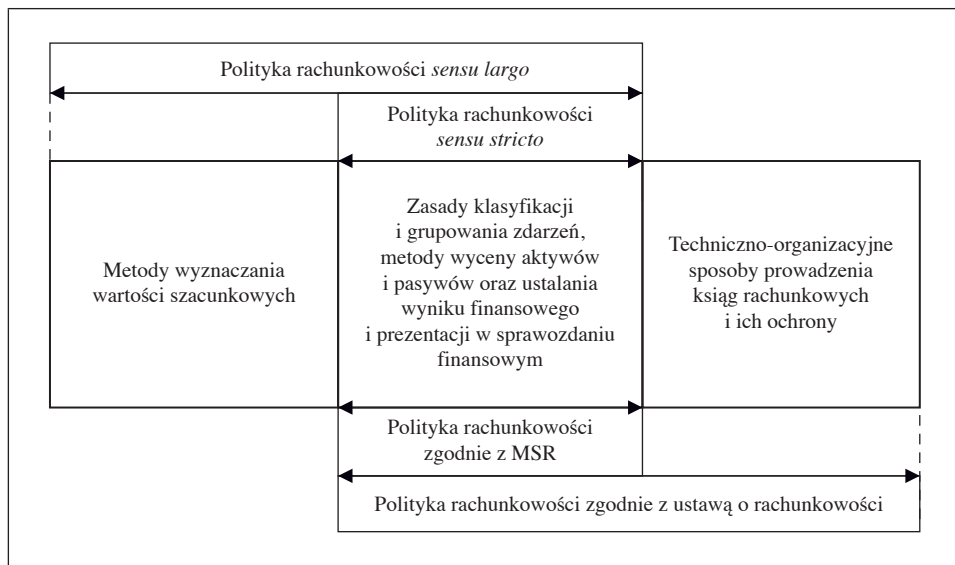 Polityka rachunkowości sensu largo
Polityka rachunkowości
sensu stricto
Metody wyznaczania
wartości szacunkowych
Zasady klasyfikacji
i grupowania zdarzeń,
metody wyceny aktywów
i pasywów oraz ustalania
wyniku finansowego
i prezentacji w sprawozdaniu
finansowym
Techniczno-organizacyjne
sposoby prowadzenia
ksiąg rachunkowych
i ich ochrony
Polityka rachunkowości
zgodnie z MSR
Polityka rachunkowości zgodnie z ustawą o rachunkowości